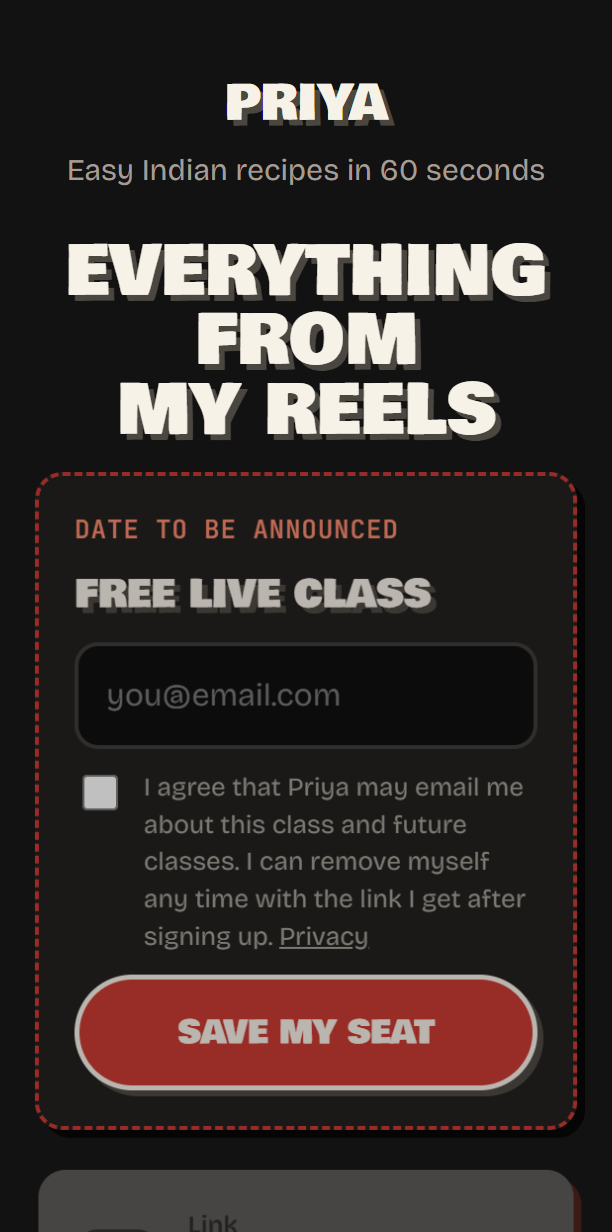 PRIYA
Easy Indian recipes in 60 seconds
EVERYTHING
FROM
MY REELS
DATE TO BE ANNOUNCED
FREE LIVE CLASS
you@email.com
I agree that Priya may email me
about this class and future
classes. I can remove myself
any time with the link I get after
signing up. Privacy
SAVE MY SEAT
Link